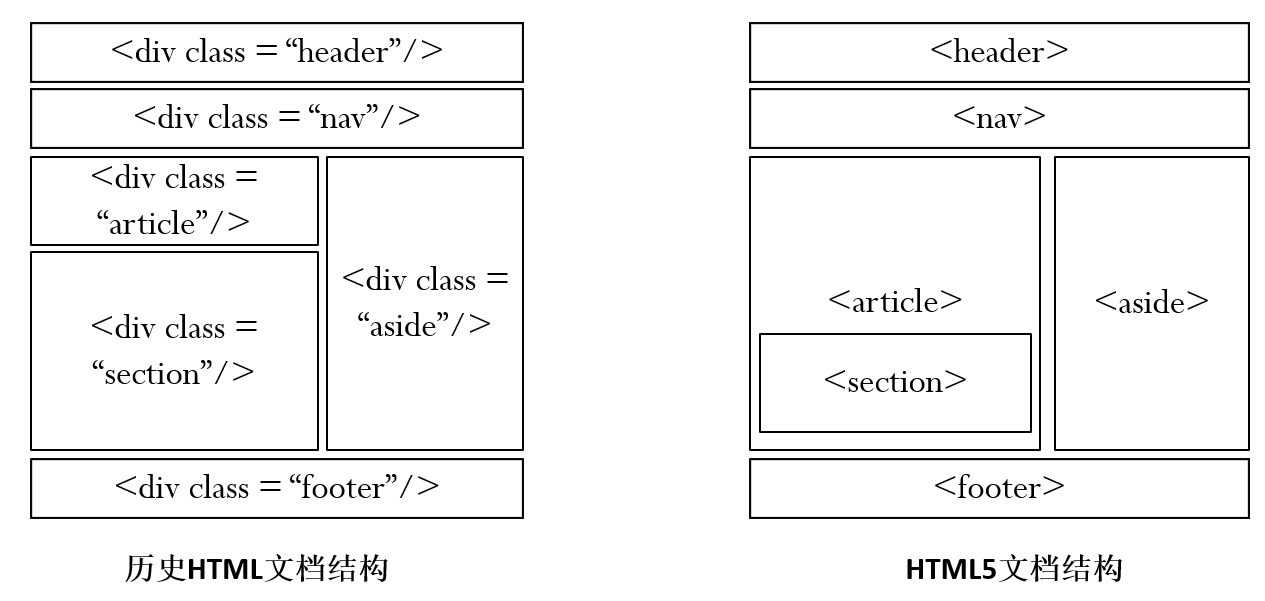 <div class = “header”/>
<div class = “nav”/>
<div class =
“article”/>
<div class =
“section”/>
<div class =
“aside”/>
<div class = “footer”/>
历史HTML文档结构
<header>
<nav>
<article>
<section>
<aside>
<footer>
HTML5文档结构